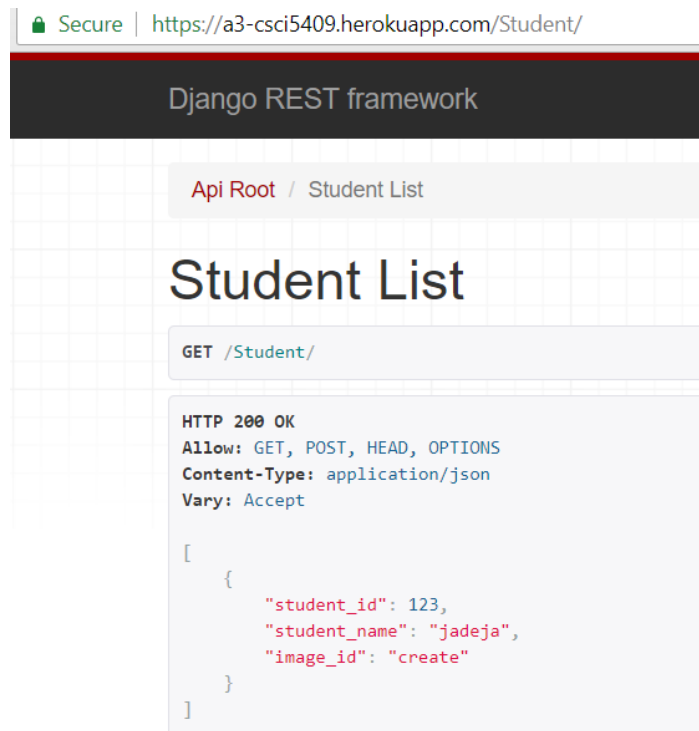 Secure | https://a3-csci5409.herokuapp.com/Student/
Django REST framework
Api Root / Student List
Student List
GET /Student/
HTTP 200 OK
Allow: GET, POST, HEAD, OPTIONS
Content-Type: application/json
Vary: Accept
[
    {
        "student_id": 123,
        "student_name": "jadeja",
        "image_id": "create"
    }
]